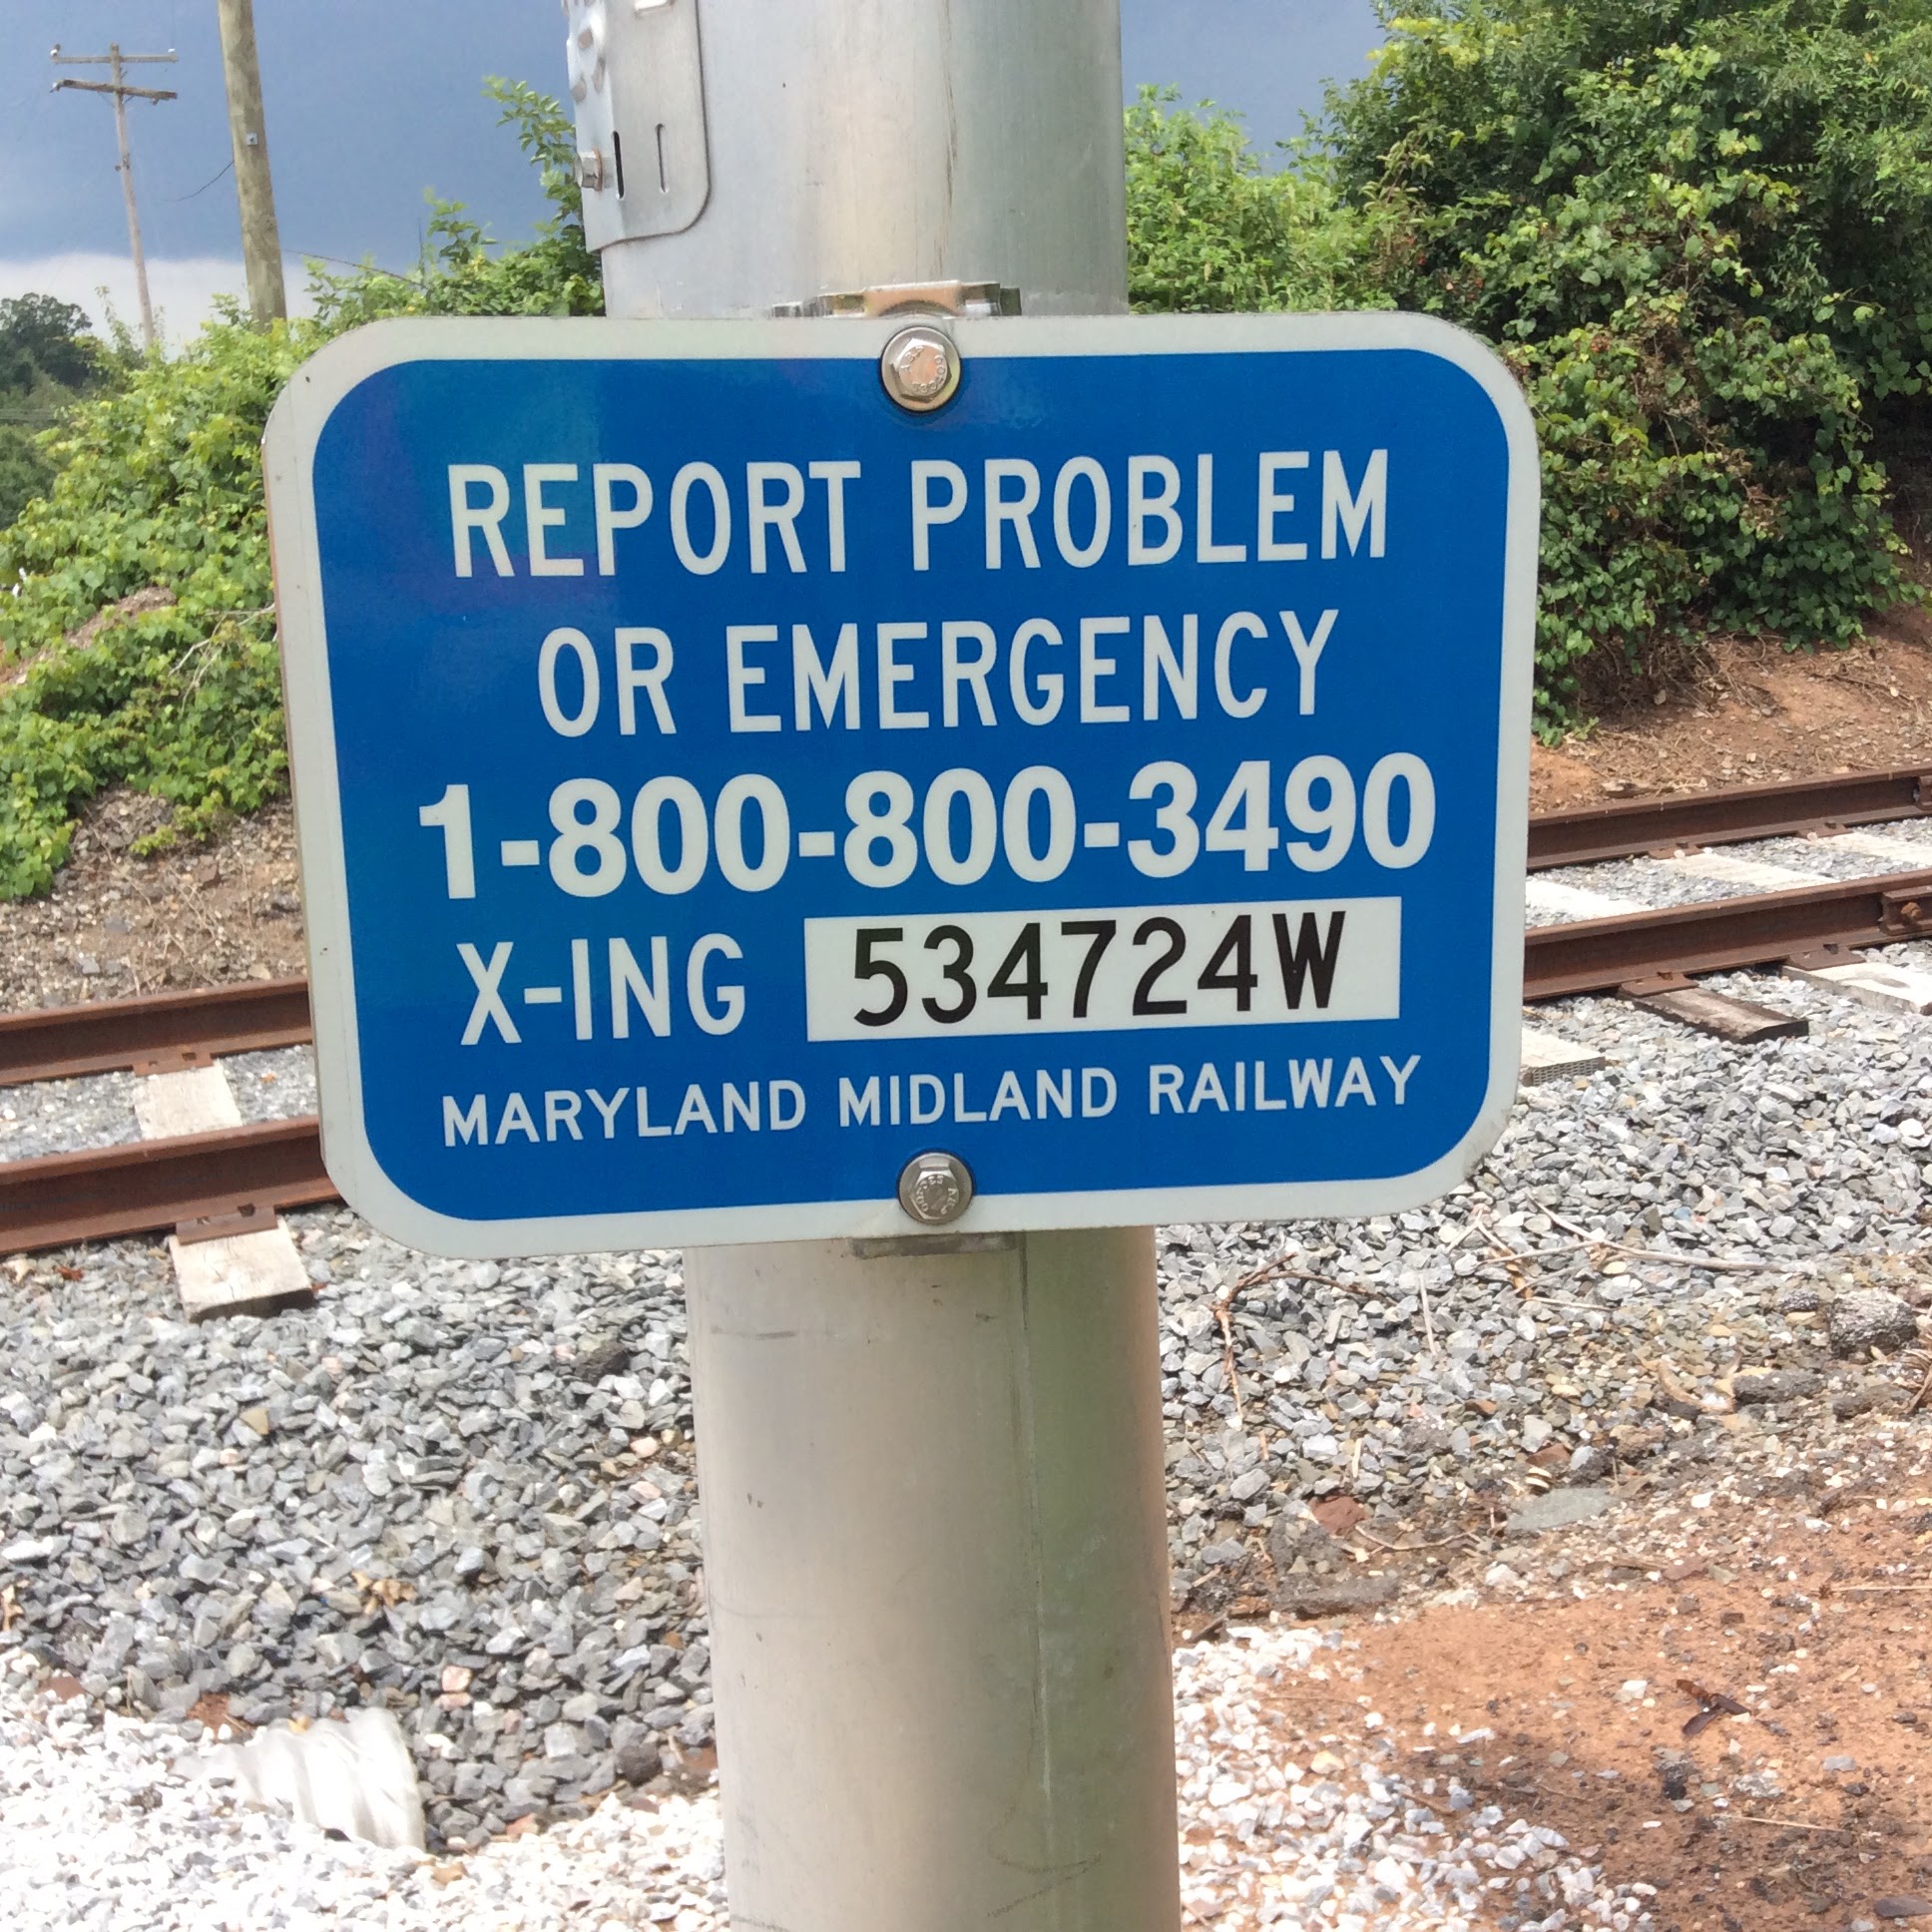 REPORT PROBLEM
OR EMERGENCY
1-800-800-3490
X-ING 534724W
MARYLAND MIDLAND RAILWAY